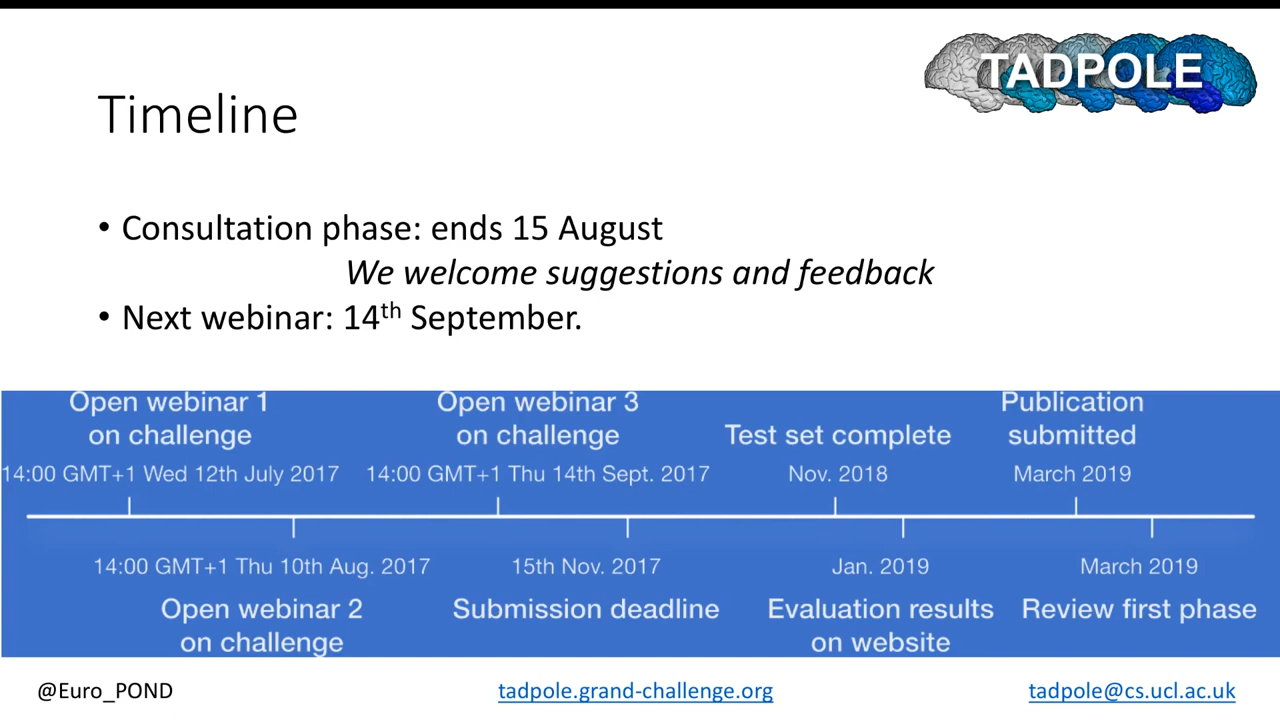 TADPOLE
Timeline
• Consultation phase: ends 15 August
We welcome suggestions and feedback
• Next webinar: 14th September.
Open webinar 1
on challenge
14:00 GMT+1 Wed 12th July 2017
Open webinar 3
on challenge
14:00 GMT+1 Thu 14th Sept. 2017
Test set complete
Nov. 2018
Publication
submitted
March 2019
14:00 GMT+1 Thu 10th Aug. 2017
Open webinar 2
on challenge
15th Nov. 2017
Submission deadline
Jan. 2019
Evaluation results
on website
March 2019
Review first phase
@Euro_POND
tadpole.grand-challenge.org
tadpole@cs.ucl.ac.uk